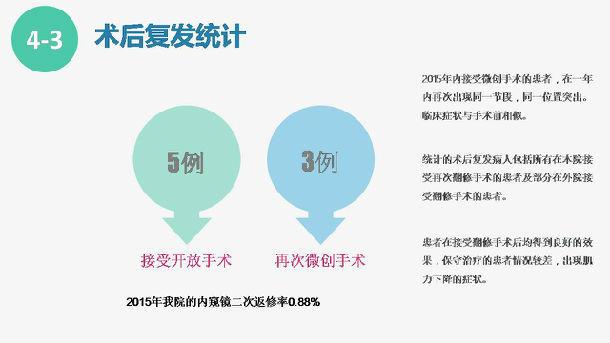 4-3
术后复发统计
5例
3例
接受开放手术
再次微创手术
2015年我院的内窥镜二次返修率0.88%
2015年内接受微创手术的患者，在一年
内再次出现同一节段，同一位置突出。
临床症状与手术前相似。
统计的术后复发病人包括所有在本院接
受再次翻修手术的患者及部分在外院接
受翻修手术的患者。
患者在接受翻修手术后均得到良好的效
果，保守治疗的患者情况较差，出现肌
力下降的症状。